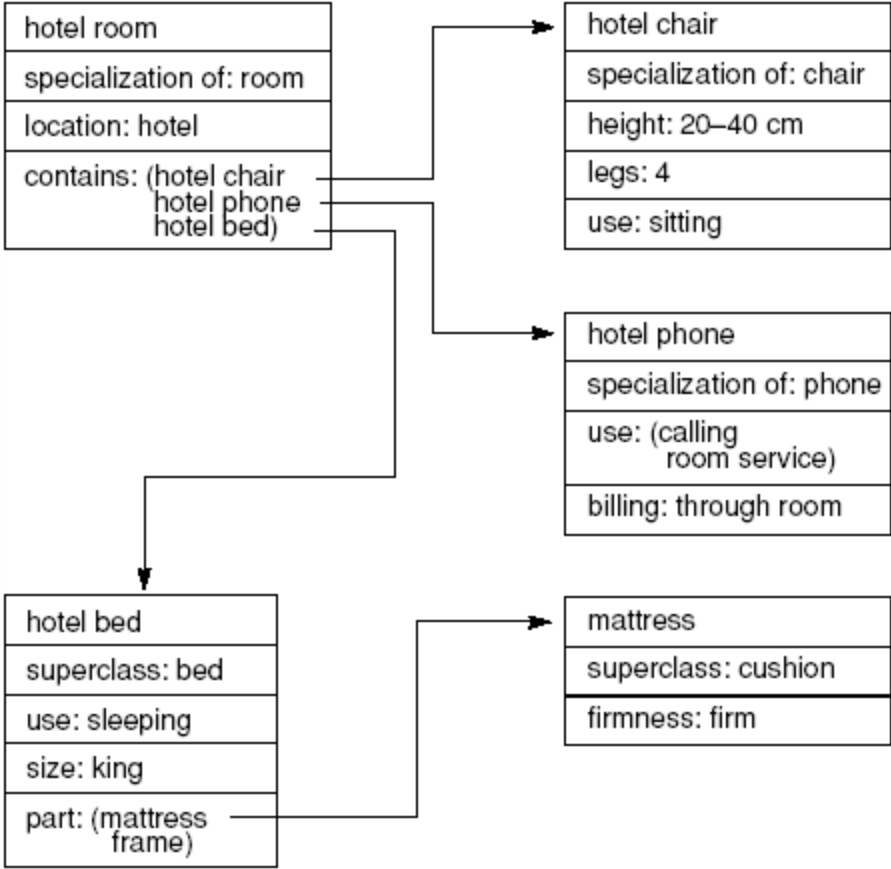 hotel room
specialization of: room
location: hotel
contains: (hotel chair
hotel phone
hotel bed)
hotel chair
specialization of: chair
height: 20–40 cm
legs: 4
use: sitting
hotel phone
specialization of: phone
use: (calling
room service)
billing: through room
hotel bed
superclass: bed
use: sleeping
size: king
part: (mattress
frame)
mattress
superclass: cushion
firmness: firm